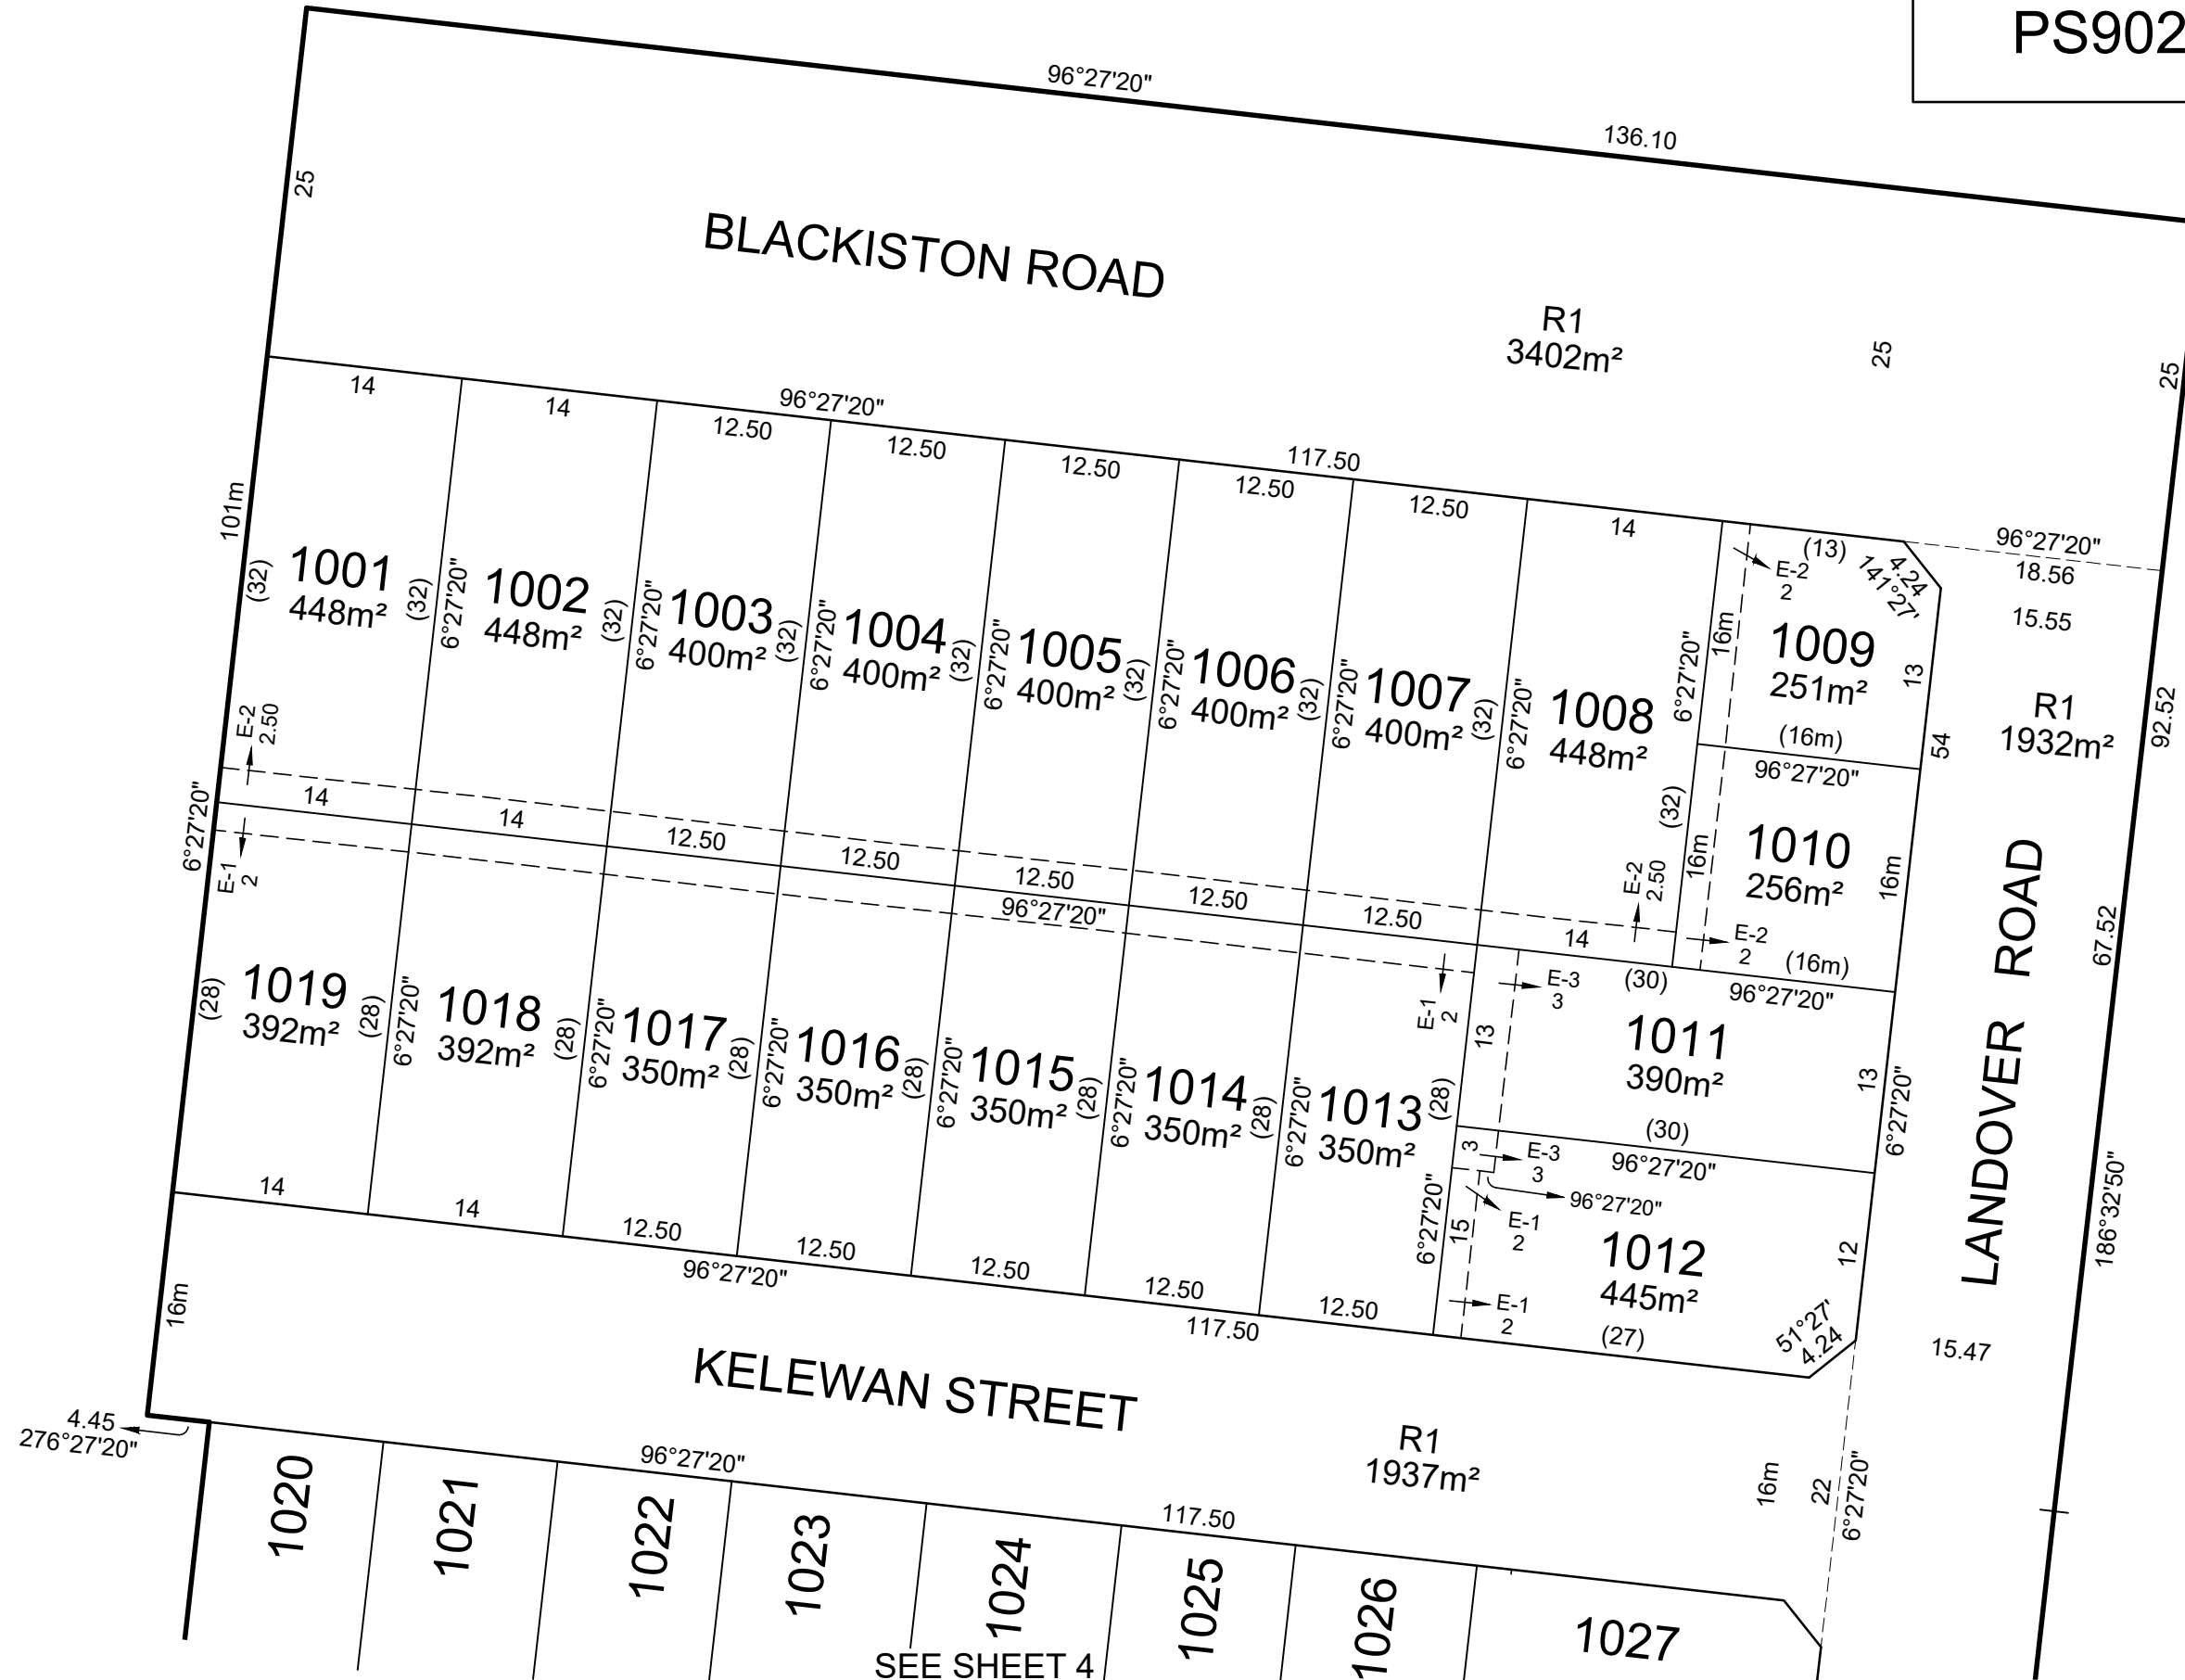 PS902
96°27'20"
136.10
25
BLACKISTON ROAD
R1
3402m²
25
25
14
14
96°27'20"
12.50
12.50
12.50
117.50
12.50
12.50
14
(13)
4.24
141°27'
96°27'20"
18.56
15.55
101m
(32)
1001
448m²
(32)
6°27'20"
1002
448m²
(32)
6°27'20"
1003
400m²
(32)
6°27'20"
1004
400m²
(32)
6°27'20"
1005
400m²
(32)
6°27'20"
1006
400m²
(32)
6°27'20"
1007
400m²
(32)
6°27'20"
1008
448m²
6°27'20"
(32)
16m
E-2
2
1009
251m²
13
(16m)
96°27'20"
54
R1
1932m²
92.52
16m
1010
256m²
16m
E-2
2
(16m)
96°27'20"
E-2
2.50
E-2
2.50
14
14
12.50
12.50
12.50
12.50
12.50
14
96°27'20"
6°27'20"
E-1
2
E-1
2
(28)
1019
392m²
(28)
6°27'20"
1018
392m²
(28)
6°27'20"
1017
350m²
(28)
6°27'20"
1016
350m²
(28)
6°27'20"
1015
350m²
(28)
6°27'20"
1014
350m²
(28)
6°27'20"
1013
350m²
(28)
6°27'20"
13
E-3
3
(30)
1011
390m²
13
6°27'20"
(30)
96°27'20"
3
E-3
3
96°27'20"
E-1
2
15
1012
445m²
12
E-1
2
(27)
51°27'
4.24
LANDOVER ROAD
67.52
186°32'50"
15.47
14
14
12.50
12.50
12.50
12.50
12.50
96°27'20"
117.50
16m
KELEWAN STREET
R1
1937m²
16m
22
6°27'20"
4.45
276°27'20"
96°27'20"
117.50
1020
1021
1022
1023
1024
1025
1026
1027
SEE SHEET 4